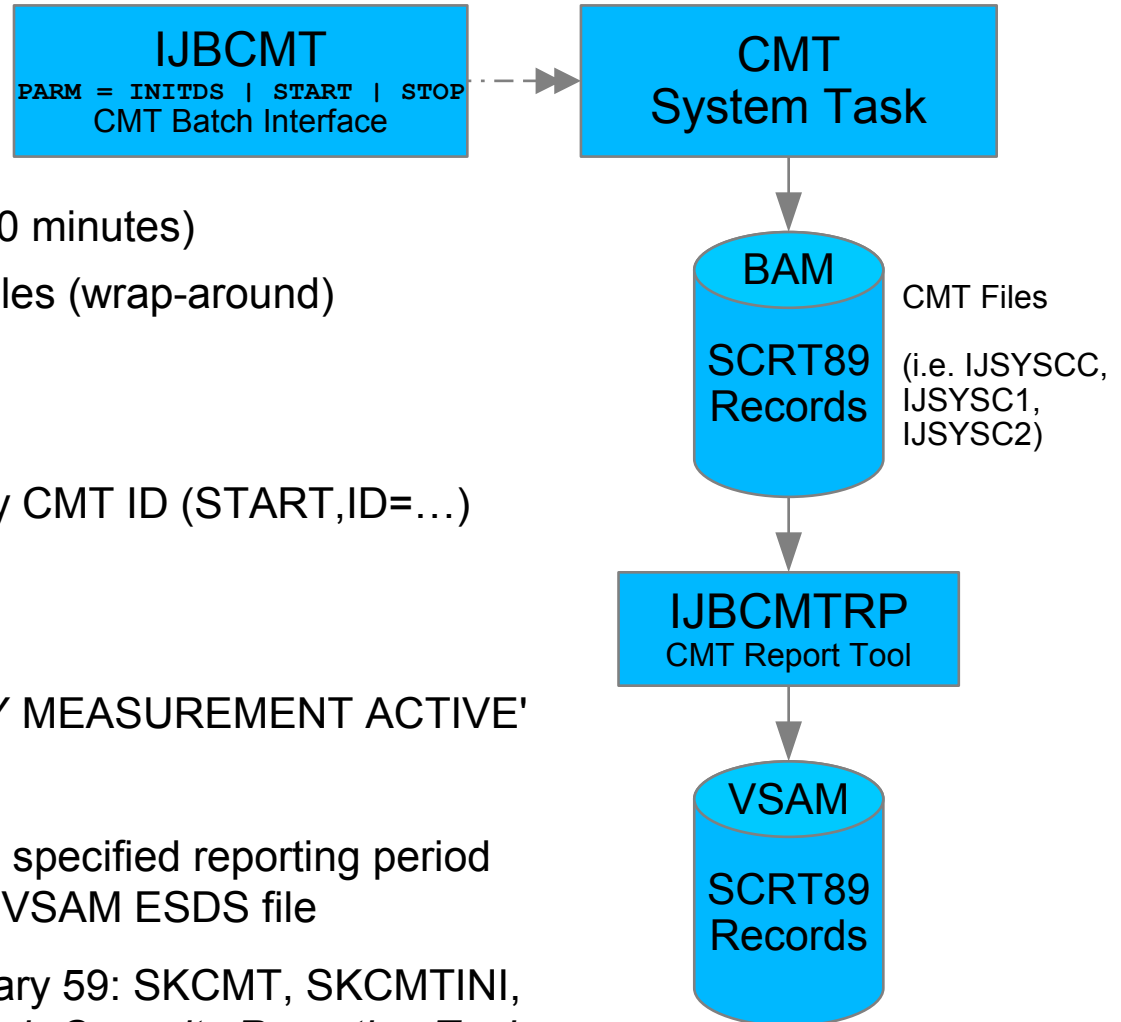 IJBCMT
PARM = INITDS | START | STOP
CMT Batch Interface
CMT
System Task
0 minutes)
les (wrap-around)
BAM
SCRT89
Records
CMT Files
(i.e. IJSYSCC,
IJSYSC1,
IJSYSC2)
y CMT ID (START,ID=…)
IJBCMTRP
CMT Report Tool
Y MEASUREMENT ACTIVE'
VSAM
SCRT89
Records
specified reporting period
VSAM ESDS file
ary 59: SKCMT, SKCMTINI,